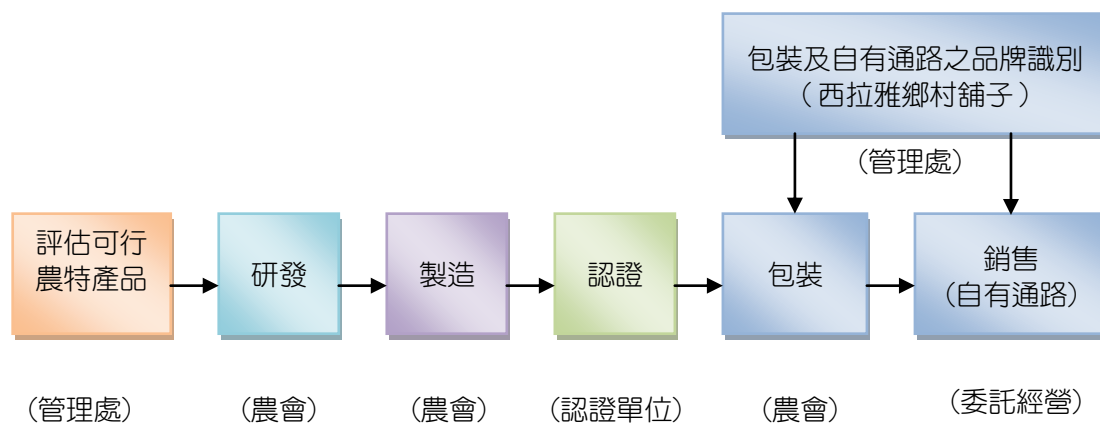 包裝及自有通路之品牌識別
（西拉雅鄉村舖子）
(管理處)
評估可行
農特產品
研發
製造
認證
包裝
銷售
(自有通路)
(管理處)
(農會)
(農會)
(認證單位)
(農會)
(委託經營)